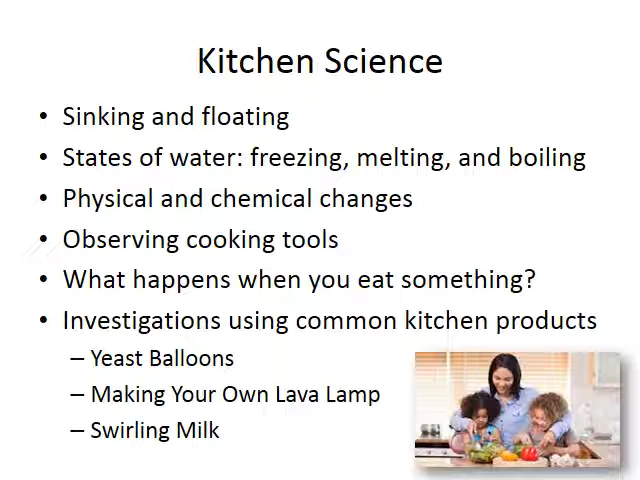 Kitchen Science
• Sinking and floating
• States of water: freezing, melting, and boiling
• Physical and chemical changes
• Observing cooking tools
• What happens when you eat something?
• Investigations using common kitchen products
– Yeast Balloons
– Making Your Own Lava Lamp
– Swirling Milk